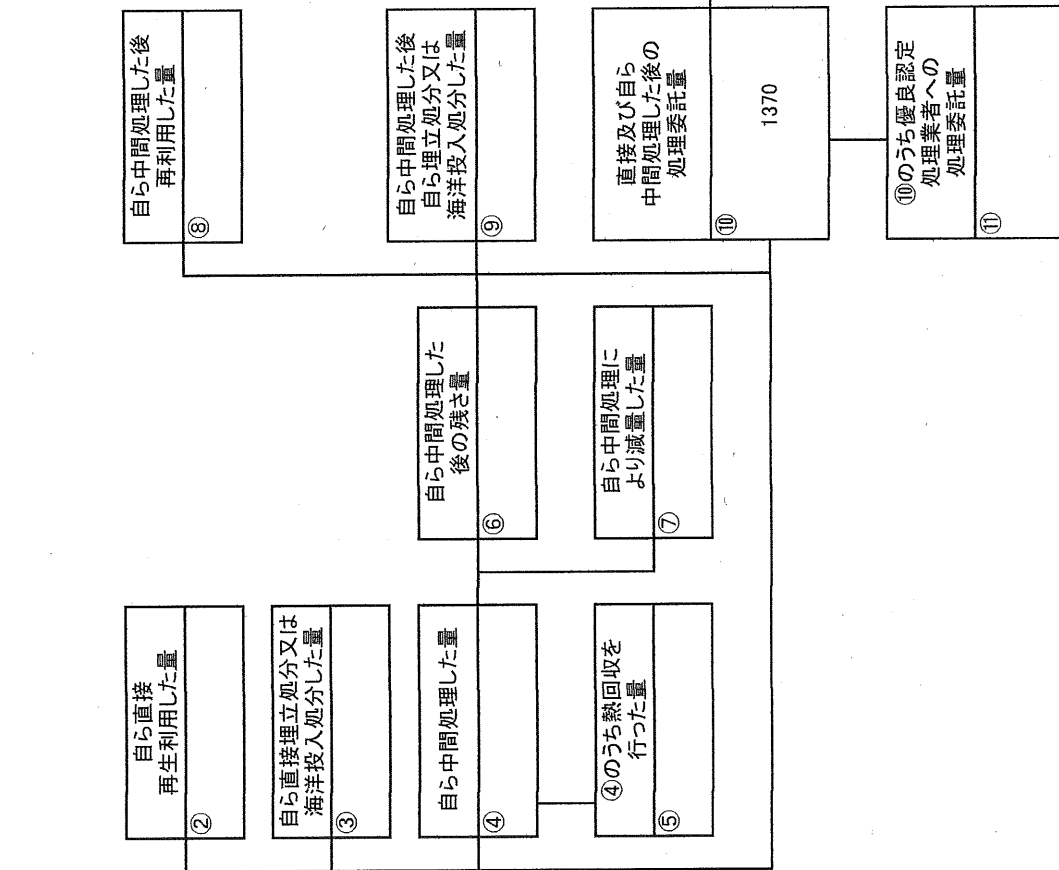 自ら直接
再生利用した量
②
自ら直接埋立処分又は
海洋投入処分した量
③
自ら中間処理した量
④
④のうち熱回収を
行った量
⑤
自ら中間処理した
後の残さ量
⑥
自ら中間処理に
より減量した量
⑦
自ら中間処理した後
再利用した量
⑧
自ら中間処理した後
自ら埋立処分又は
海洋投入処分した量
⑨
直接及び自ら
中間処理した後の
処理委託量
⑩
1370
⑩のうち優良認定
処理業者への
処理委託量
⑪